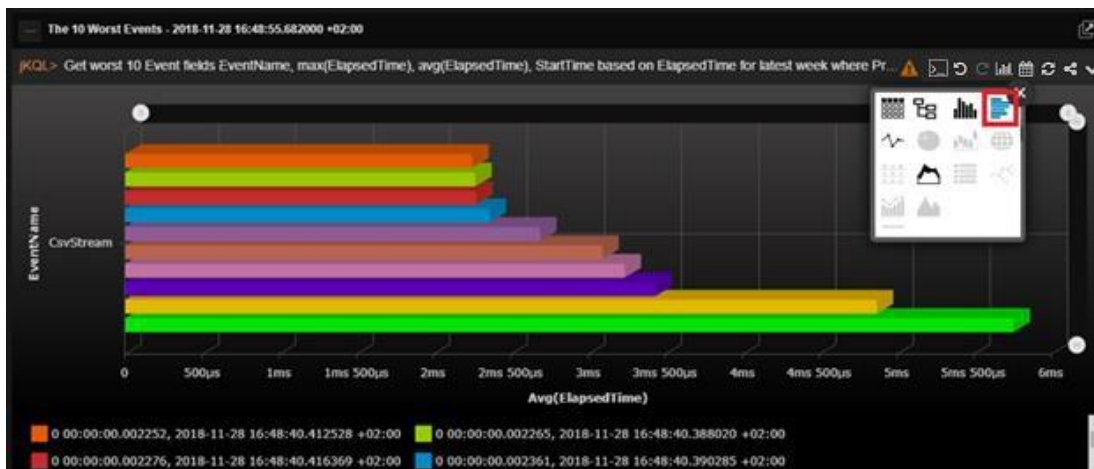 The 10 Worst Events - 2018-11-28 16:48:55.682000 +02:00
jKQL> Get worst 10 Event fields EventName, max(ElapsedTime), avg(ElapsedTime), StartTime based on ElapsedTime for latest week where Pr...
EventName
CsvStream
0 500µs 1ms 1ms 500µs 2ms 2ms 500µs 3ms 3ms 500µs 4ms 4ms 500µs 5ms 5ms 500µs 6ms
Avg(ElapsedTime)
0 00:00:00.002252, 2018-11-28 16:48:40.412528 +02:00 0 00:00:00.002265, 2018-11-28 16:48:40.388020 +02:00
0 00:00:00.002276, 2018-11-28 16:48:40.416369 +02:00 0 00:00:00.002361, 2018-11-28 16:48:40.390285 +02:00